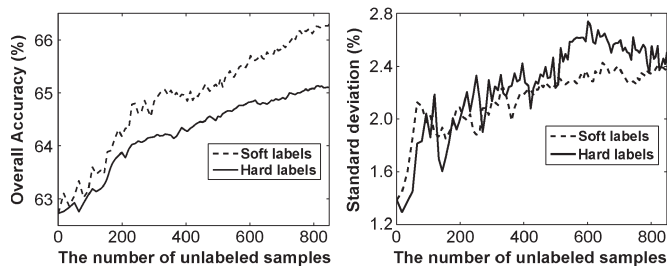 66
65
64
63
Overall Accuracy (%)
Soft labels
Hard labels
0 200 400 600 800
The number of unlabeled samples
2.8
2.4
2.0
1.6
1.2
Standard deviation (%)
Soft labels
Hard labels
0 200 400 600 800
The number of unlabeled samples